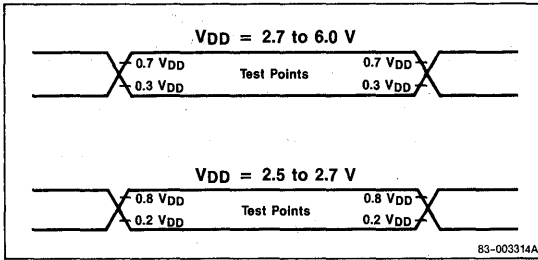 VDD = 2.7 to 6.0 V
0.7 VDD 0.7 VDD
Test Points
0.3 VDD 0.3 VDD
VDD = 2.5 to 2.7 V
0.8 VDD 0.8 VDD
Test Points
0.2 VDD 0.2 VDD
83-003314A